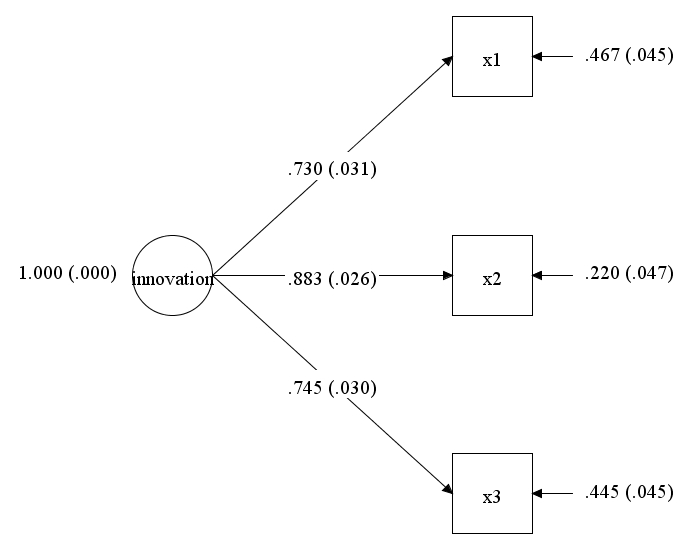 x1
.467 (.045)
.730 (.031)
1.000 (.000)
innovation
.883 (.026)
x2
.220 (.047)
.745 (.030)
x3
.445 (.045)